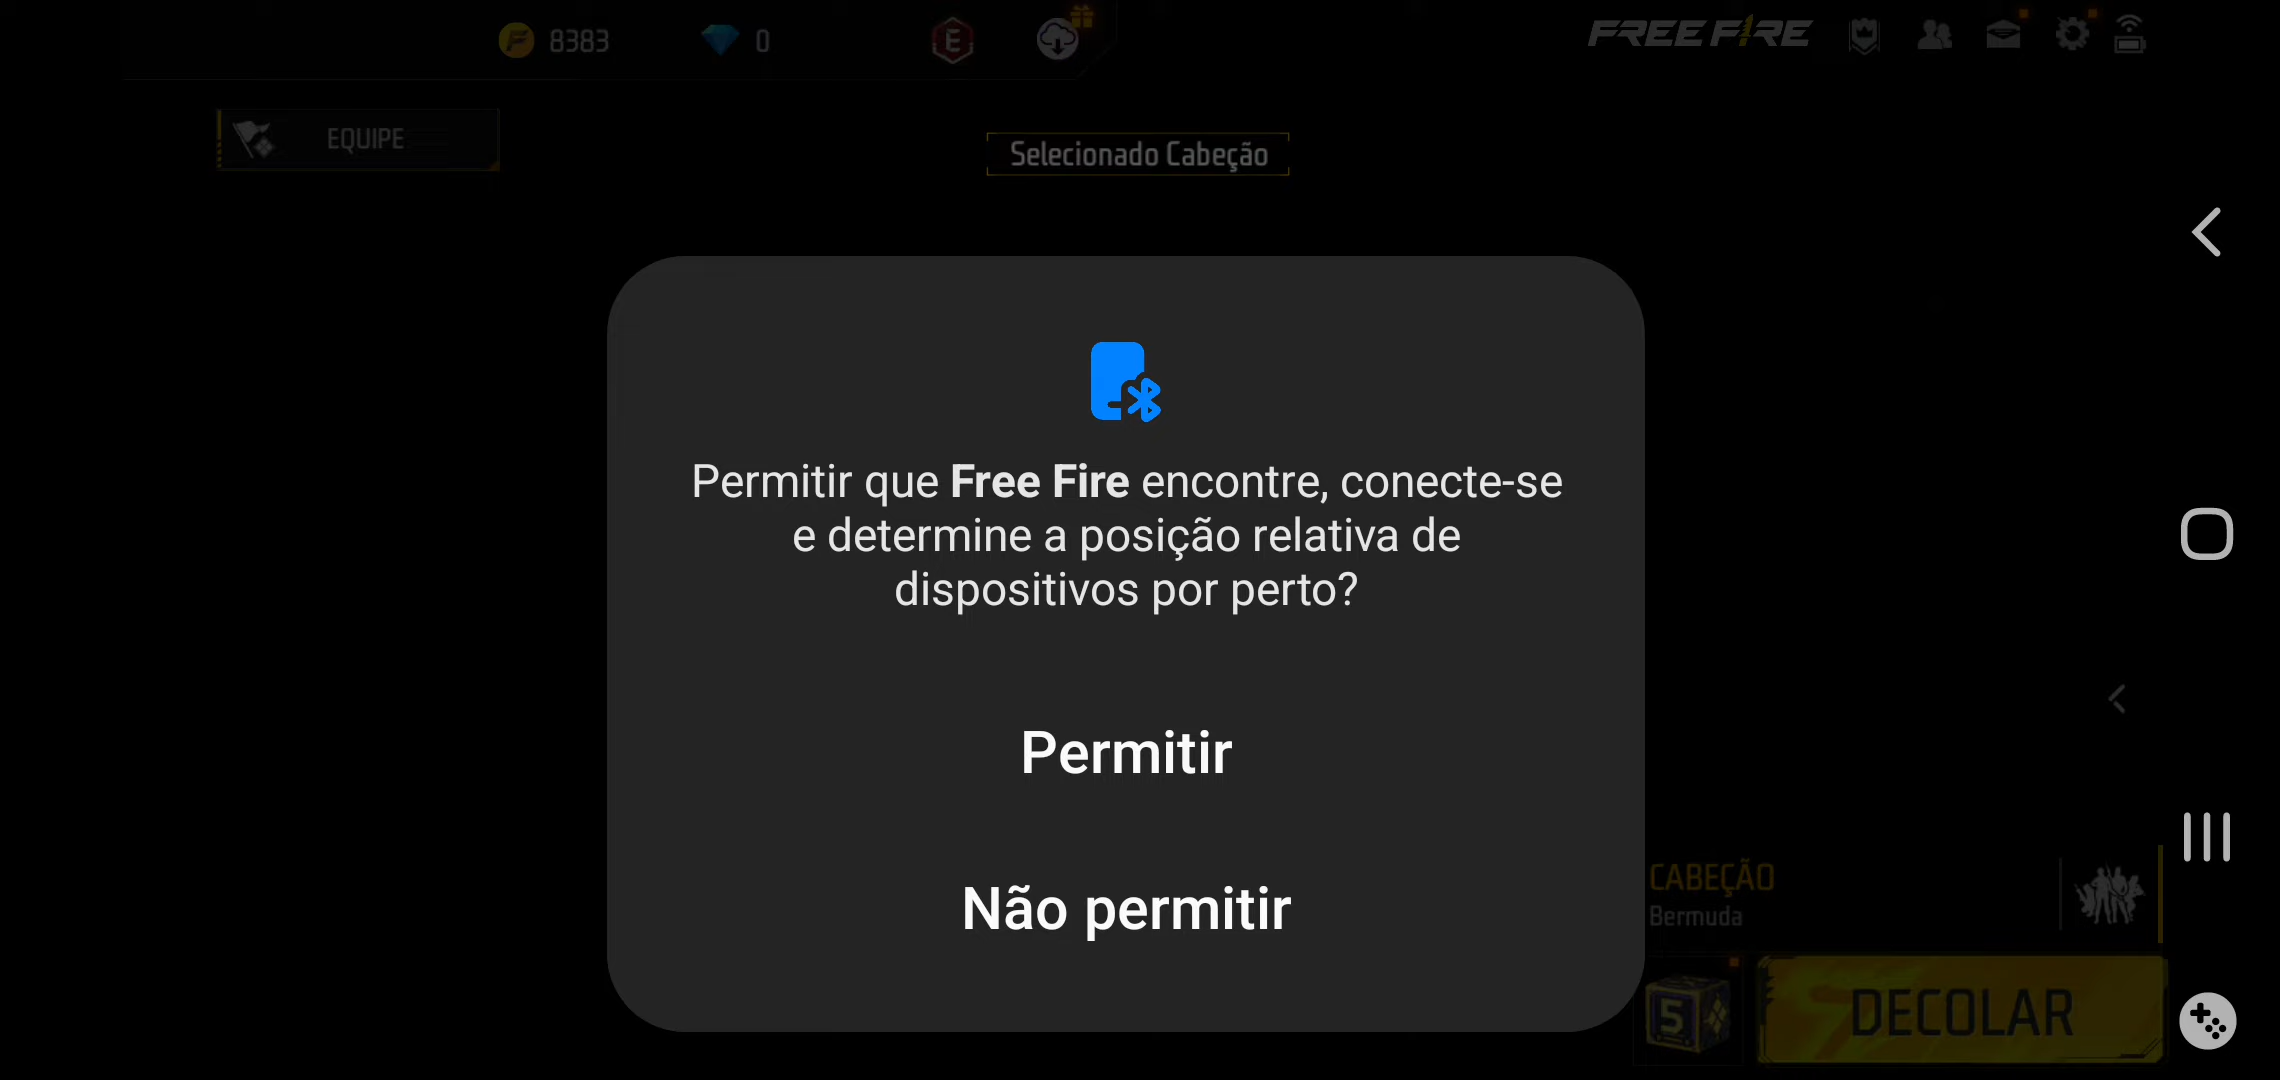 8383
0
E
FREE FIRE
EQUIPE
Selecionado Cabeção
Permitir que Free Fire encontre, conecte-se
e determine a posição relativa de
dispositivos por perto?
Permitir
Não permitir
CABEÇÃO
Bermuda
5
DECOLAR